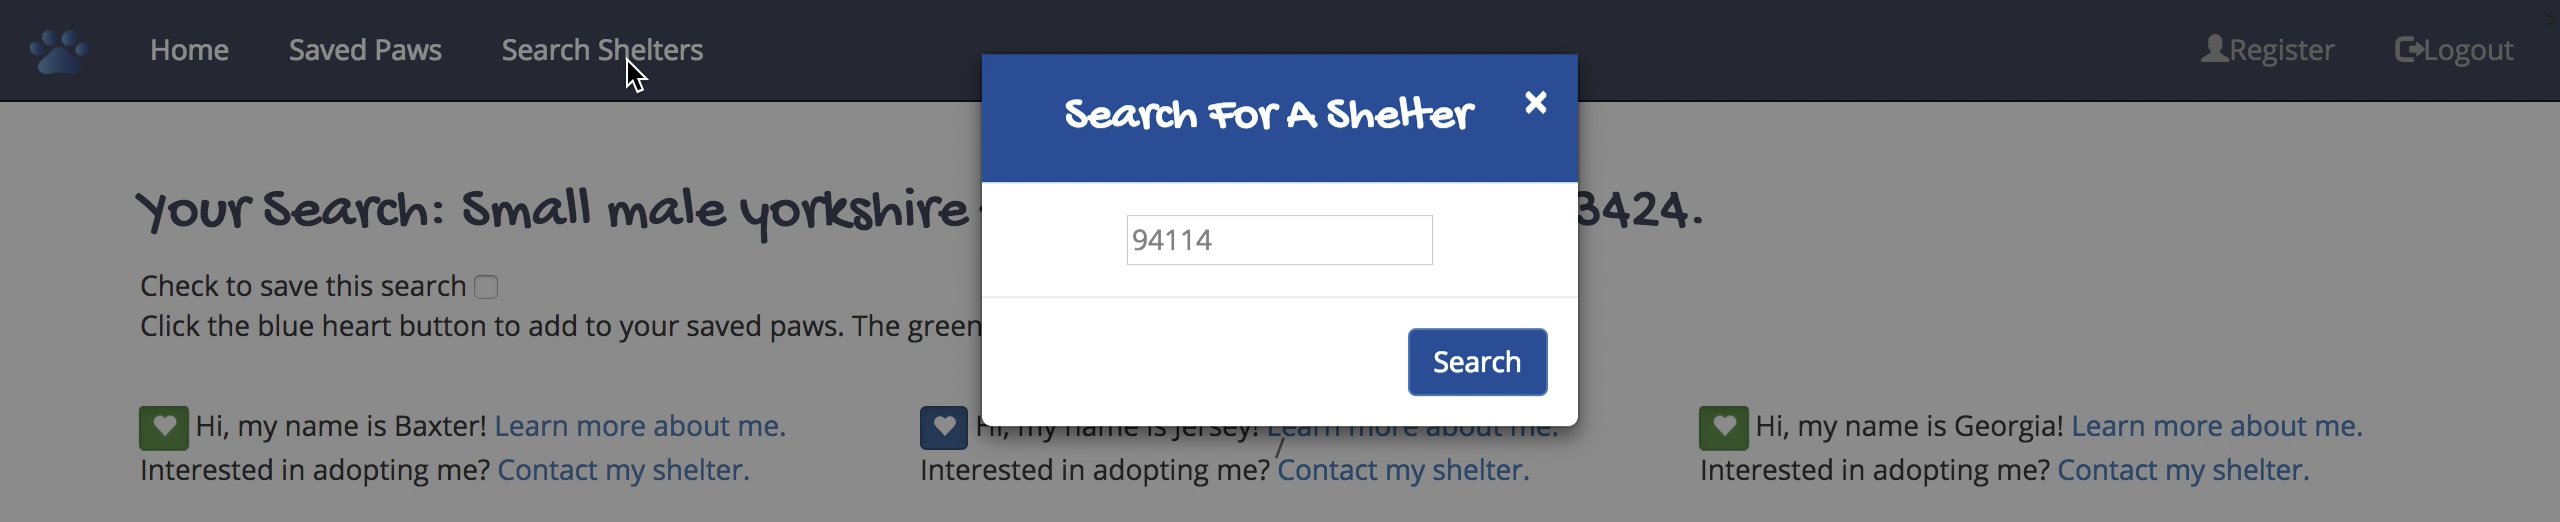 Home Saved Paws Search Shelters Register Logout
>
Search For A Shelter ×
Your Search: Small male yorkshire 3424.
94114
Check to save this search
Click the blue heart button to add to your saved paws. The green
Search
Hi, my name is Baxter! Learn more about me.
Interested in adopting me? Contact my shelter.
Hi, my name is Jersey! Learn more about me.
/
Interested in adopting me? Contact my shelter.
Hi, my name is Georgia! Learn more about me.
Interested in adopting me? Contact my shelter.